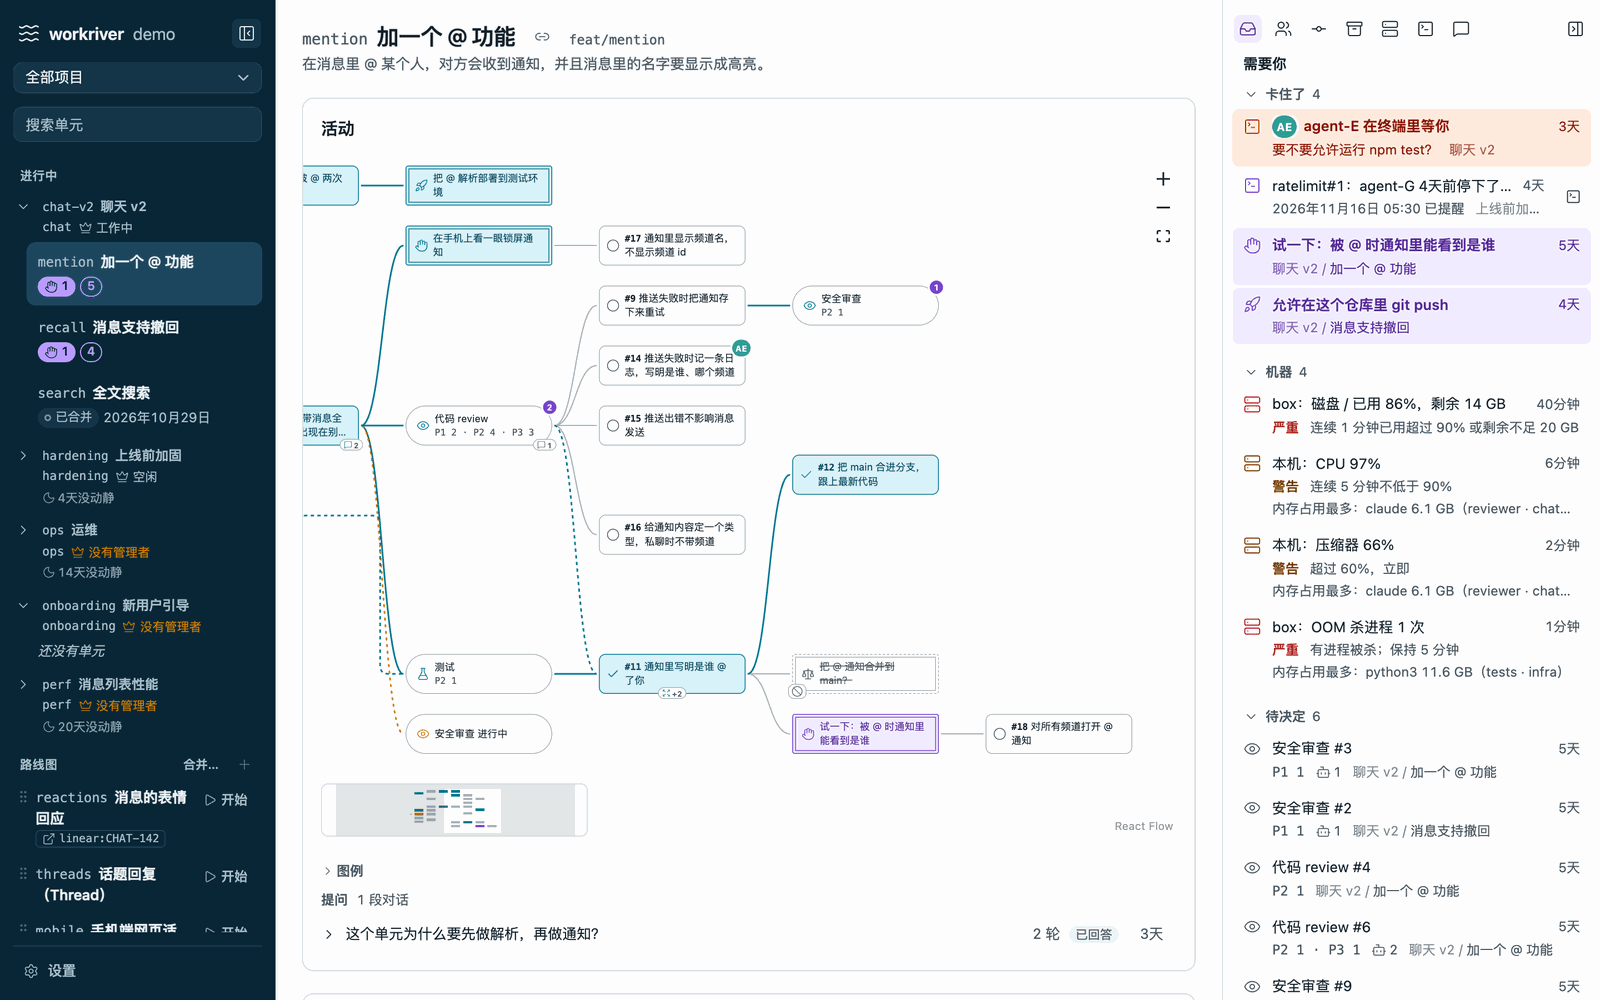 workriver demo
全部项目
搜索单元
进行中
chat-v2 聊天 v2
chat 工作中
mention 加一个 @ 功能
1 5
recall 消息支持撤回
1 4
search 全文搜索
已合并 2026年10月29日
hardening 上线前加固
hardening 空闲
4天没动静
ops 运维
ops 没有管理者
14天没动静
onboarding 新用户引导
onboarding 没有管理者
还没有单元
perf 消息列表性能
perf 没有管理者
20天没动静
路线图 合并...
reactions 消息的表情回应 开始
linear:CHAT-142
threads 话题回复（Thread） 开始
mobile 手机端网页适 开始
设置
mention 加一个 @ 功能 feat/mention
在消息里 @ 某个人，对方会收到通知，并且消息里的名字要显示成高亮。
活动
@ 两次
把 @ 解析部署到测试环
境
在手机上看一眼锁屏通
知
#17 通知里显示频道名，
不显示频道 id
#9 推送失败时把通知存
下来重试
安全审查
P2 1
1
#14 推送失败时记一条日
志，写明是谁、哪个频道
AE
带消息全
出现在别...
2
代码 review
P1 2 · P2 4 · P3 3
2
1
#15 推送出错不影响消息
发送
#12 把 main 合进分支，
跟上最新代码
#16 给通知内容定一个类
型，私聊时不带频道
测试
P2 1
#11 通知里写明是谁 @
了你
+2
把 @ 通知合并到
main?
安全审查 进行中
试一下：被 @ 时通知里
能看到是谁
#18 对所有频道打开 @
通知
React Flow
图例
提问 1 段对话
这个单元为什么要先做解析，再做通知？ 2 轮 已回答 3天
需要你
卡住了 4
AE agent-E 在终端里等你 3天
要不要允许运行 npm test? 聊天 v2
ratelimit#1：agent-G 4天前停下了... 4天
2026年11月16日 05:30 已提醒 上线前加...
试一下：被 @ 时通知里能看到是谁 5天
聊天 v2 / 加一个 @ 功能
允许在这个仓库里 git push 4天
聊天 v2 / 消息支持撤回
机器 4
box：磁盘 / 已用 86%，剩余 14 GB 40分钟
严重 连续 1 分钟已用超过 90% 或剩余不足 20 GB
本机：CPU 97% 6分钟
警告 连续 5 分钟不低于 90%
内存占用最多：claude 6.1 GB（reviewer · chat...
本机：压缩器 66% 2分钟
警告 超过 60%，立即
内存占用最多：claude 6.1 GB（reviewer · chat...
box：OOM 杀进程 1 次 1分钟
严重 有进程被杀；保持 5 分钟
内存占用最多：python3 11.6 GB（tests · infra）
待决定 6
安全审查 #3 5天
P1 1 1 聊天 v2 / 加一个 @ 功能
安全审查 #2 5天
P1 1 1 聊天 v2 / 消息支持撤回
代码 review #4 5天
P2 1 聊天 v2 / 加一个 @ 功能
代码 review #6 5天
P2 1 · P3 1 2 聊天 v2 / 加一个 @ 功能
安全审查 #9 5天